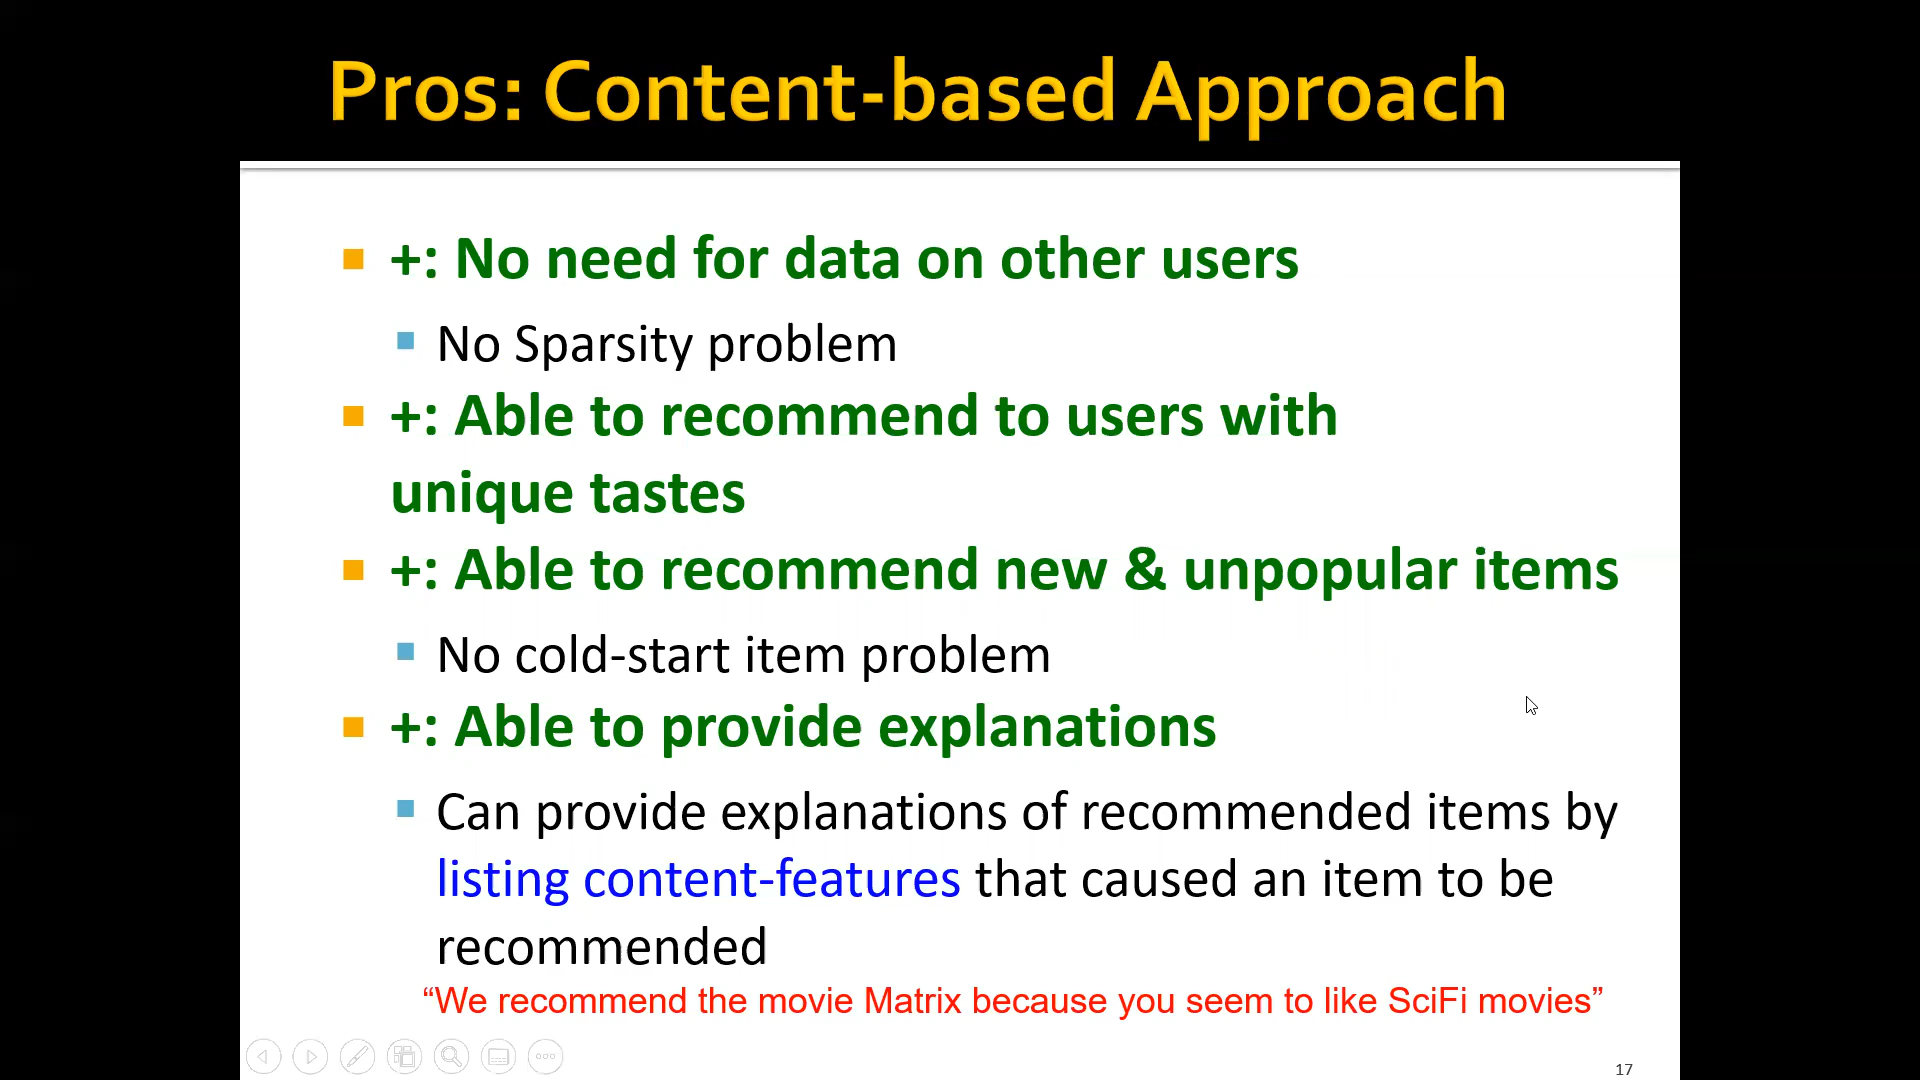 Pros: Content-based Approach
+: No need for data on other users
No Sparsity problem
+: Able to recommend to users with
unique tastes
+: Able to recommend new & unpopular items
No cold-start item problem
+: Able to provide explanations
Can provide explanations of recommended items by
listing content-features that caused an item to be
recommended
“We recommend the movie Matrix because you seem to like SciFi movies”
17